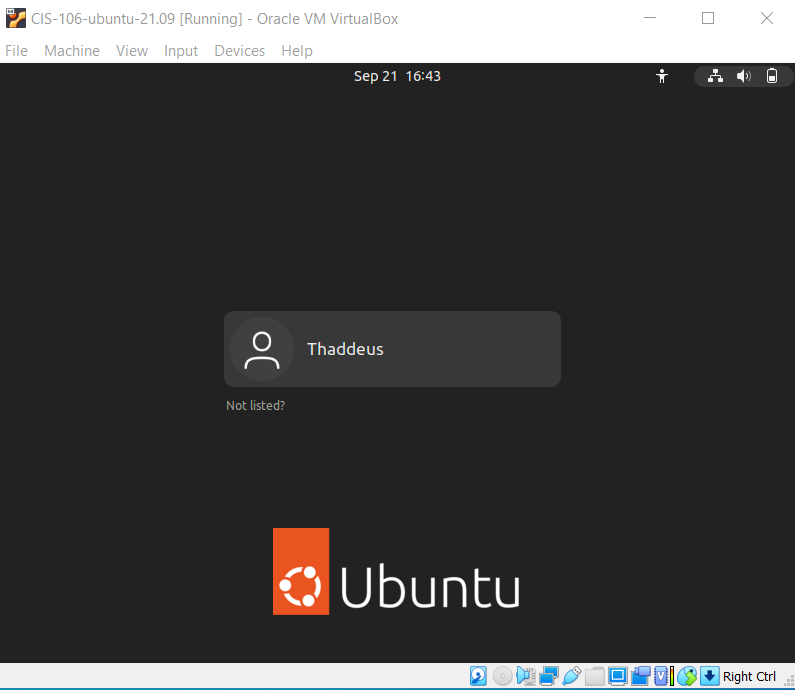 CIS-106-ubuntu-21.09 [Running] - Oracle VM VirtualBox
File Machine View Input Devices Help
Sep 21 16:43
Thaddeus
Not listed?
Ubuntu
Right Ctrl